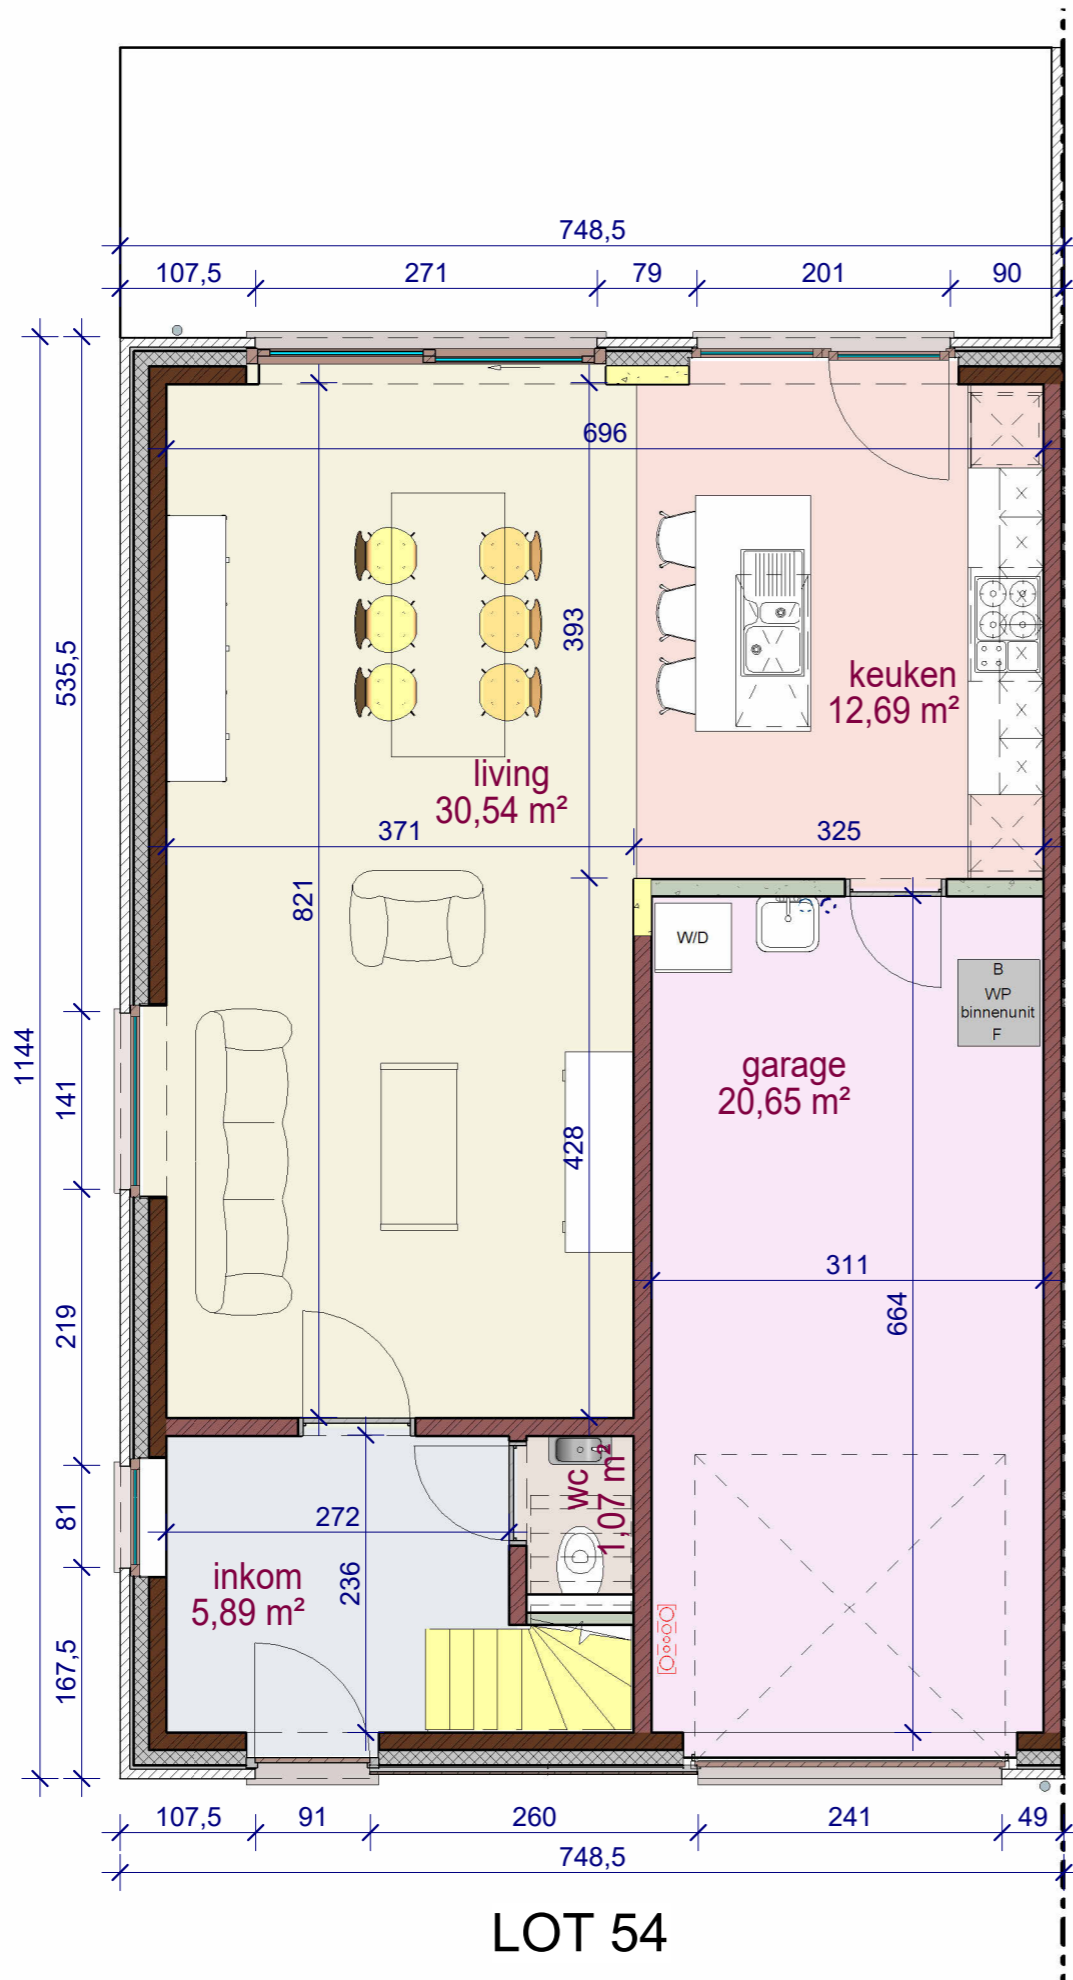 748,5
107,5 271 79 201 90
696
393
535,5
keuken
12,69 m²
living
30,54 m²
371 325
821
W/D
B
WP
binnenunit
F
1144
141
garage
20,65 m²
428
311
664
219
wc
1,07 m²
81
272
236
inkom
5,89 m²
167,5
107,5 91 260 241 49
748,5
LOT 54